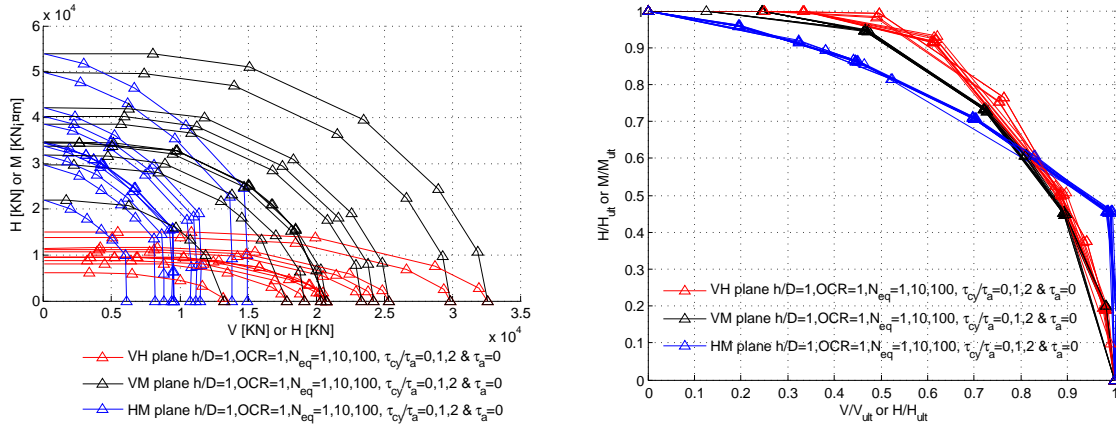 x 10^4
6
5
4
3
2
1
0
H [KN] or M [KN¡¤m]
0 0.5 1 1.5 2 2.5 3 3.5
x 10^4
V [KN] or H [KN]
VH plane h/D=1,OCR=1,N_eq=1,10,100, τ_cy/τ_a=0,1,2 & τ_a=0
VM plane h/D=1,OCR=1,N_eq=1,10,100, τ_cy/τ_a=0,1,2 & τ_a=0
HM plane h/D=1,OCR=1,N_eq=1,10,100, τ_cy/τ_a=0,1,2 & τ_a=0
1
0.9
0.8
0.7
0.6
0.5
0.4
0.3
0.2
0.1
0
H/H_ult or M/M_ult
VH plane h/D=1,OCR=1,N_eq=1,10,100, τ_cy/τ_a=0,1,2 & τ_a=0
VM plane h/D=1,OCR=1,N_eq=1,10,100, τ_cy/τ_a=0,1,2 & τ_a=0
HM plane h/D=1,OCR=1,N_eq=1,10,100, τ_cy/τ_a=0,1,2 & τ_a=0
0 0.1 0.2 0.3 0.4 0.5 0.6 0.7 0.8 0.9 1
V/V_ult or H/H_ult